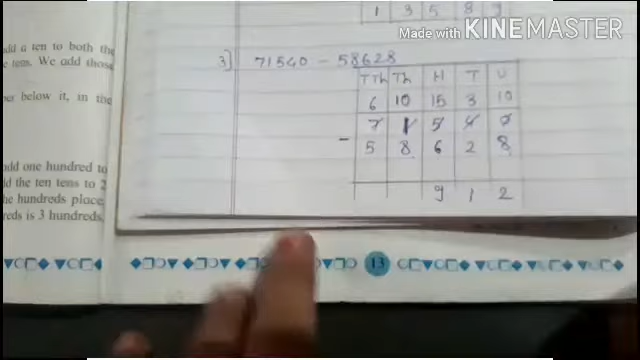 1 3 5 8 9
Made with KINEMASTER
add a ten to both the
tens. We add those
below it, in the
add one hundred to
d the ten tens to 2
he hundreds place.
reds is 3 hundreds.
3] 71540 - 58628
TTh Th H T U
6 10 15 3 10
7 1 5 4 0
- 5 8 6 2 8
9 1 2
13